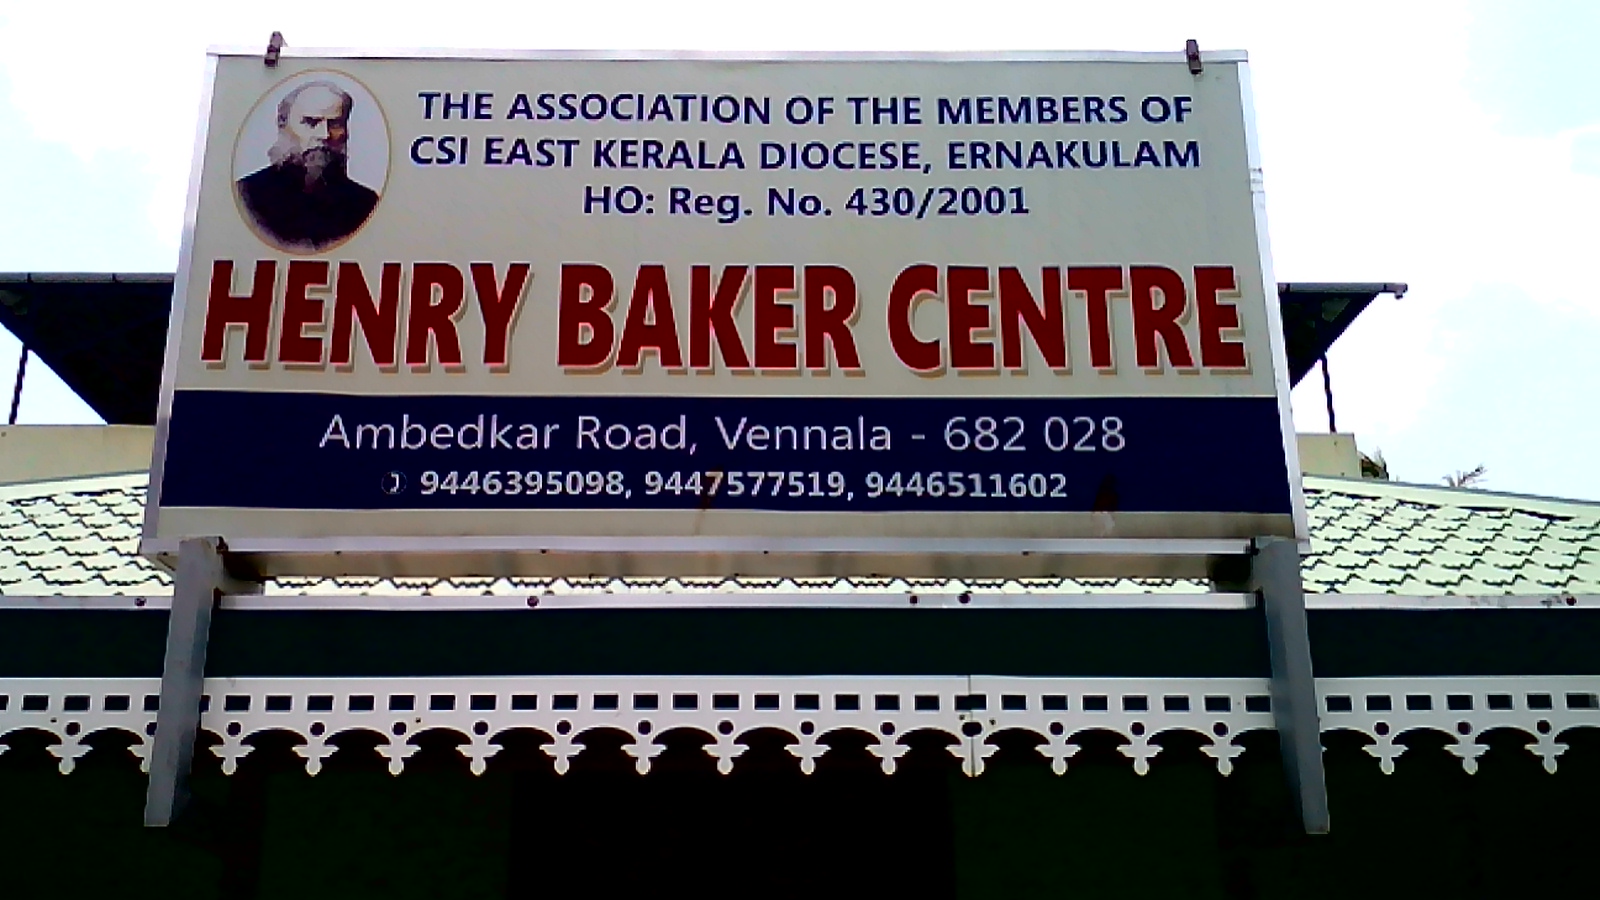 THE ASSOCIATION OF THE MEMBERS OF
CSI EAST KERALA DIOCESE, ERNAKULAM
HO: Reg. No. 430/2001
HENRY BAKER CENTRE
Ambedkar Road, Vennala - 682 028
9446395098, 9447577519, 9446511602